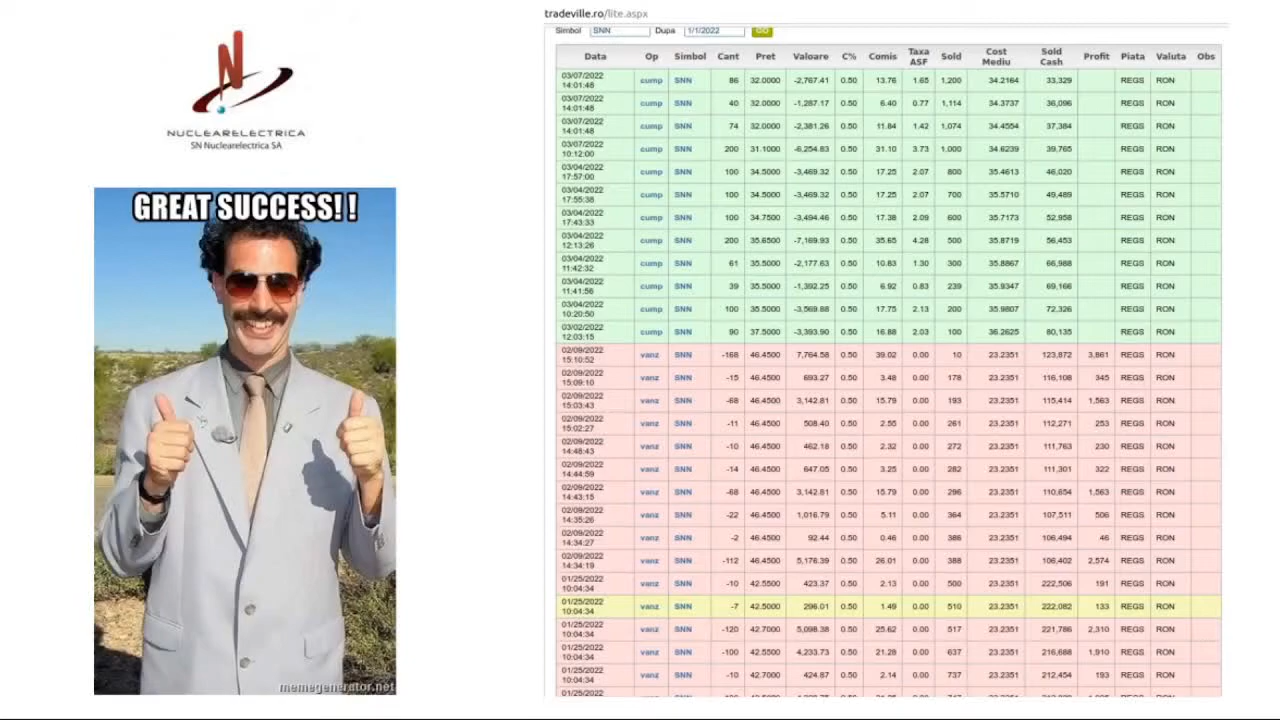 NUCLEARELECTRICA
SN Nuclearelectrica SA
GREAT SUCCESS! !
memegenerator.net
tradeville.ro/lite.aspx
Simbol SNN Dupa 1/1/2022 GO
Data Op Simbol Cant Pret Valoare C% Comis Taxa ASF Sold Cost Mediu Sold Cash Profit Piata Valuta Obs
03/07/2022 14:01:48 cump SNN 86 32.0000 -2,767.41 0.50 13.76 1.65 1,200 34.2164 33,329 REGS RON
03/07/2022 14:01:48 cump SNN 40 32.0000 -1,287.17 0.50 6.40 0.77 1,114 34.3737 36,096 REGS RON
03/07/2022 14:01:48 cump SNN 74 32.0000 -2,381.26 0.50 11.84 1.42 1,074 34.4554 37,384 REGS RON
03/07/2022 10:12:00 cump SNN 200 31.1000 -6,254.83 0.50 31.10 3.73 1,000 34.6239 39,765 REGS RON
03/04/2022 17:57:00 cump SNN 100 34.5000 -3,469.32 0.50 17.25 2.07 800 35.4613 46,020 REGS RON
03/04/2022 17:55:38 cump SNN 100 34.5000 -3,469.32 0.50 17.25 2.07 700 35.5710 49,489 REGS RON
03/04/2022 17:43:33 cump SNN 100 34.7500 -3,494.46 0.50 17.38 2.09 600 35.7173 52,958 REGS RON
03/04/2022 12:13:26 cump SNN 200 35.6500 -7,169.93 0.50 35.65 4.28 500 35.8719 56,453 REGS RON
03/04/2022 11:42:32 cump SNN 61 35.5000 -2,177.63 0.50 10.83 1.30 300 35.8867 66,988 REGS RON
03/04/2022 11:41:56 cump SNN 39 35.5000 -1,392.25 0.50 6.92 0.83 239 35.9347 69,166 REGS RON
03/04/2022 10:20:50 cump SNN 100 35.5000 -3,569.88 0.50 17.75 2.13 200 35.9807 72,326 REGS RON
03/02/2022 12:03:15 cump SNN 90 37.5000 -3,393.90 0.50 16.88 2.03 100 36.2625 80,135 REGS RON
02/09/2022 15:10:52 vanz SNN -168 46.4500 7,764.58 0.50 39.02 0.00 10 23.2351 123,872 3,861 REGS RON
02/09/2022 15:09:10 vanz SNN -15 46.4500 693.27 0.50 3.48 0.00 178 23.2351 116,108 345 REGS RON
02/09/2022 15:03:43 vanz SNN -68 46.4500 3,142.81 0.50 15.79 0.00 193 23.2351 115,414 1,563 REGS RON
02/09/2022 15:02:27 vanz SNN -11 46.4500 508.40 0.50 2.55 0.00 261 23.2351 112,271 253 REGS RON
02/09/2022 14:48:43 vanz SNN -10 46.4500 462.18 0.50 2.32 0.00 272 23.2351 111,763 230 REGS RON
02/09/2022 14:44:59 vanz SNN -14 46.4500 647.05 0.50 3.25 0.00 282 23.2351 111,301 322 REGS RON
02/09/2022 14:43:15 vanz SNN -68 46.4500 3,142.81 0.50 15.79 0.00 296 23.2351 110,654 1,563 REGS RON
02/09/2022 14:35:26 vanz SNN -22 46.4500 1,016.79 0.50 5.11 0.00 364 23.2351 107,511 506 REGS RON
02/09/2022 14:34:27 vanz SNN -2 46.4500 92.44 0.50 0.46 0.00 386 23.2351 106,494 46 REGS RON
02/09/2022 14:34:19 vanz SNN -112 46.4500 5,176.39 0.50 26.01 0.00 388 23.2351 106,402 2,574 REGS RON
01/25/2022 10:04:34 vanz SNN -10 42.5500 423.37 0.50 2.13 0.00 500 23.2351 222,506 191 REGS RON
01/25/2022 10:04:34 vanz SNN -7 42.5000 296.01 0.50 1.49 0.00 510 23.2351 222,082 133 REGS RON
01/25/2022 10:04:34 vanz SNN -120 42.7000 5,098.38 0.50 25.62 0.00 517 23.2351 221,786 2,310 REGS RON
01/25/2022 10:04:34 vanz SNN -100 42.5500 4,233.73 0.50 21.28 0.00 637 23.2351 216,688 1,910 REGS RON
01/25/2022 10:04:34 vanz SNN -10 42.7000 424.87 0.50 2.14 0.00 737 23.2351 212,454 193 REGS RON
01/25/2022